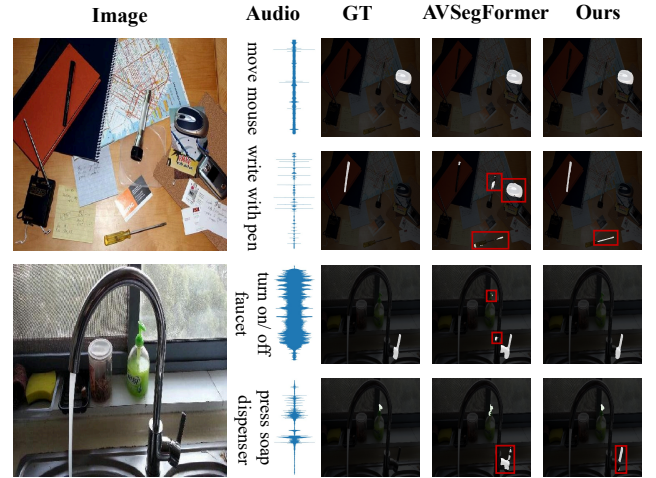 Image Audio GT AVSegFormer Ours
move mouse
write with pen
turn on/ off
faucet
press soap
dispenser